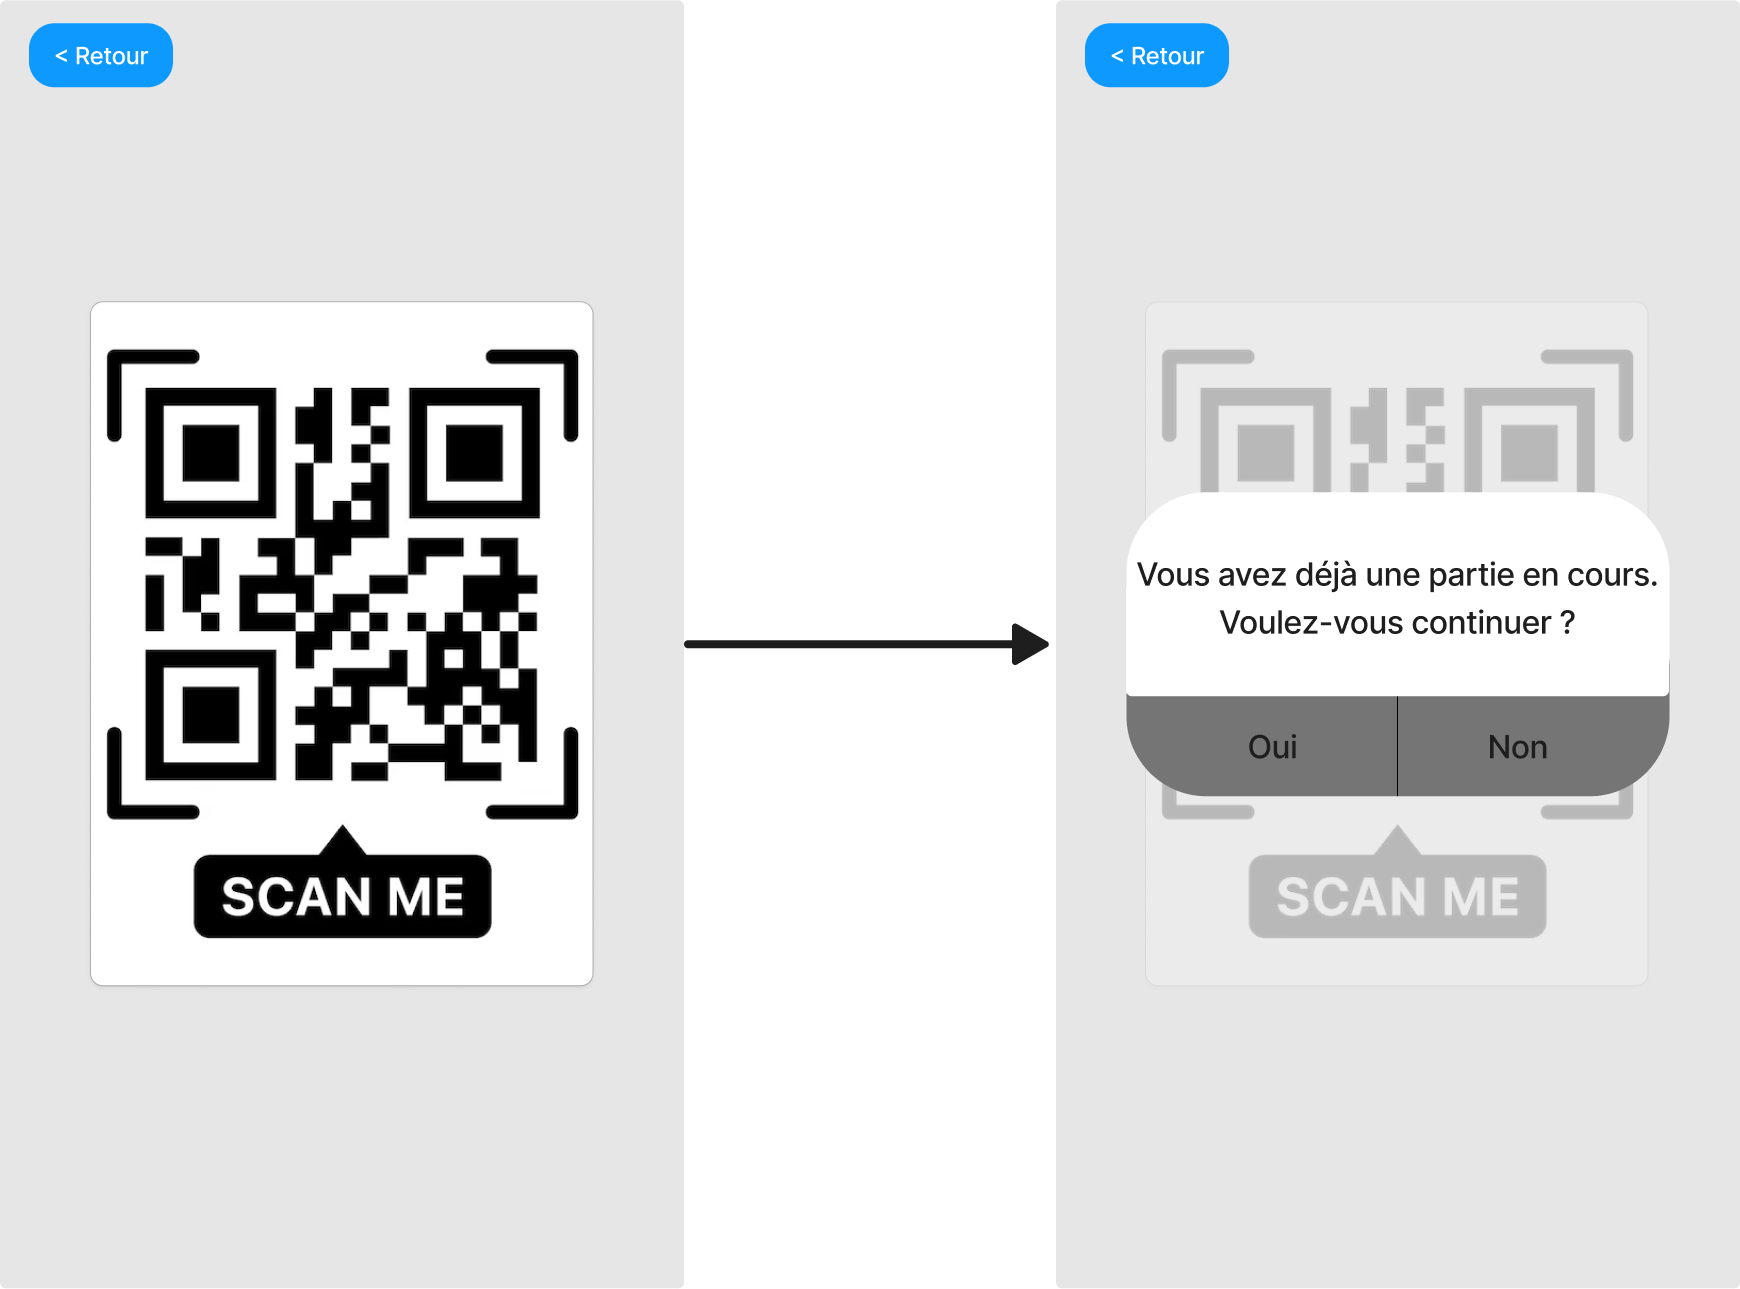 < Retour
SCAN ME
< Retour
Vous avez déjà une partie en cours.
Voulez-vous continuer ?
Oui
Non
SCAN ME